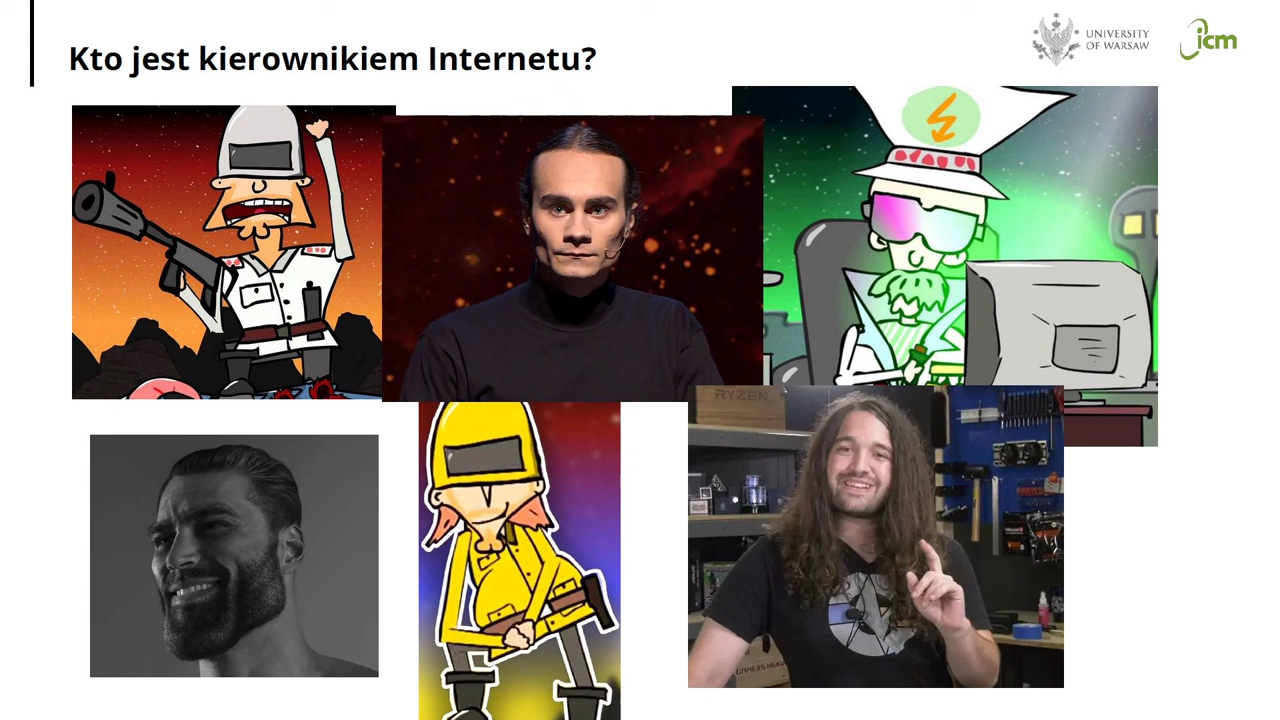 Kto jest kierownikiem Internetu?
UNIVERSITY
OF WARSAW
icm
RYZEN